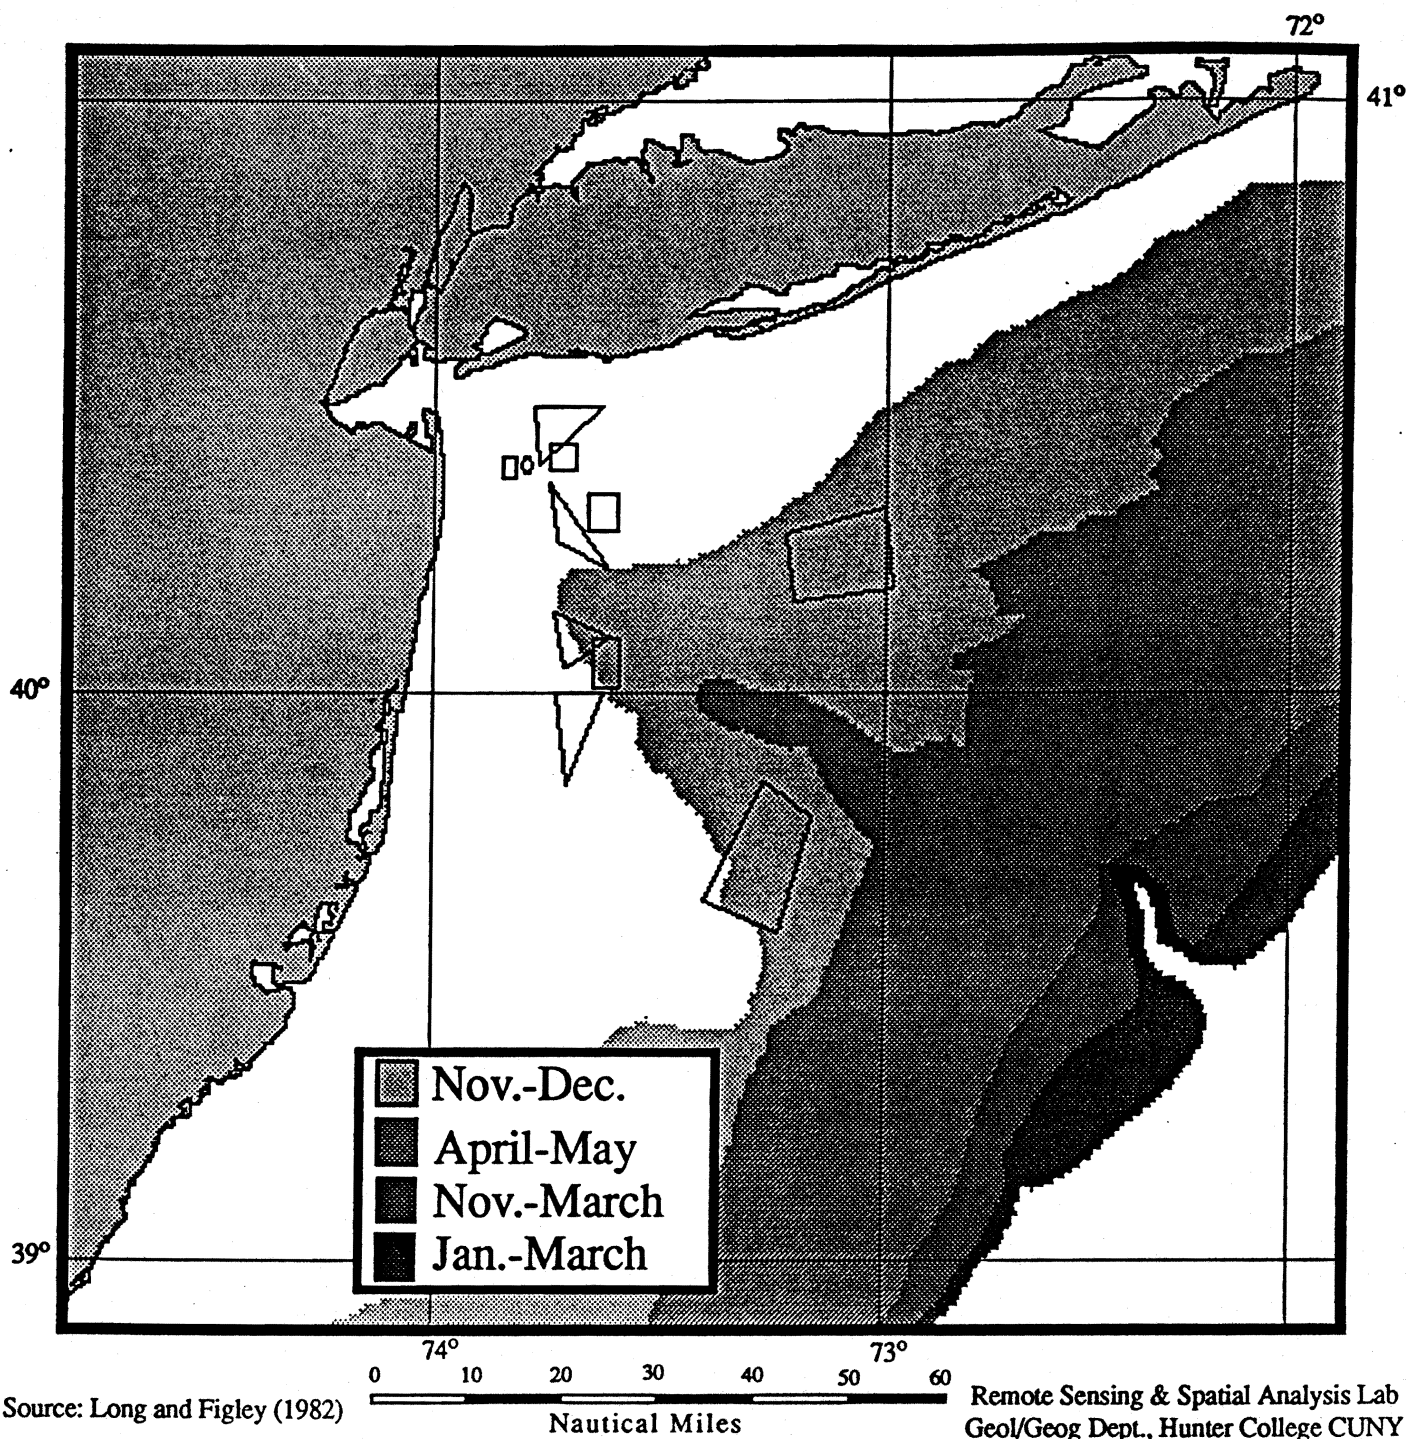 72°
41°
40°
39°
Nov.-Dec.
April-May
Nov.-March
Jan.-March
74°
73°
0 10 20 30 40 50 60
Nautical Miles
Source: Long and Figley (1982)
Remote Sensing & Spatial Analysis Lab
Geol/Geog Dept., Hunter College CUNY